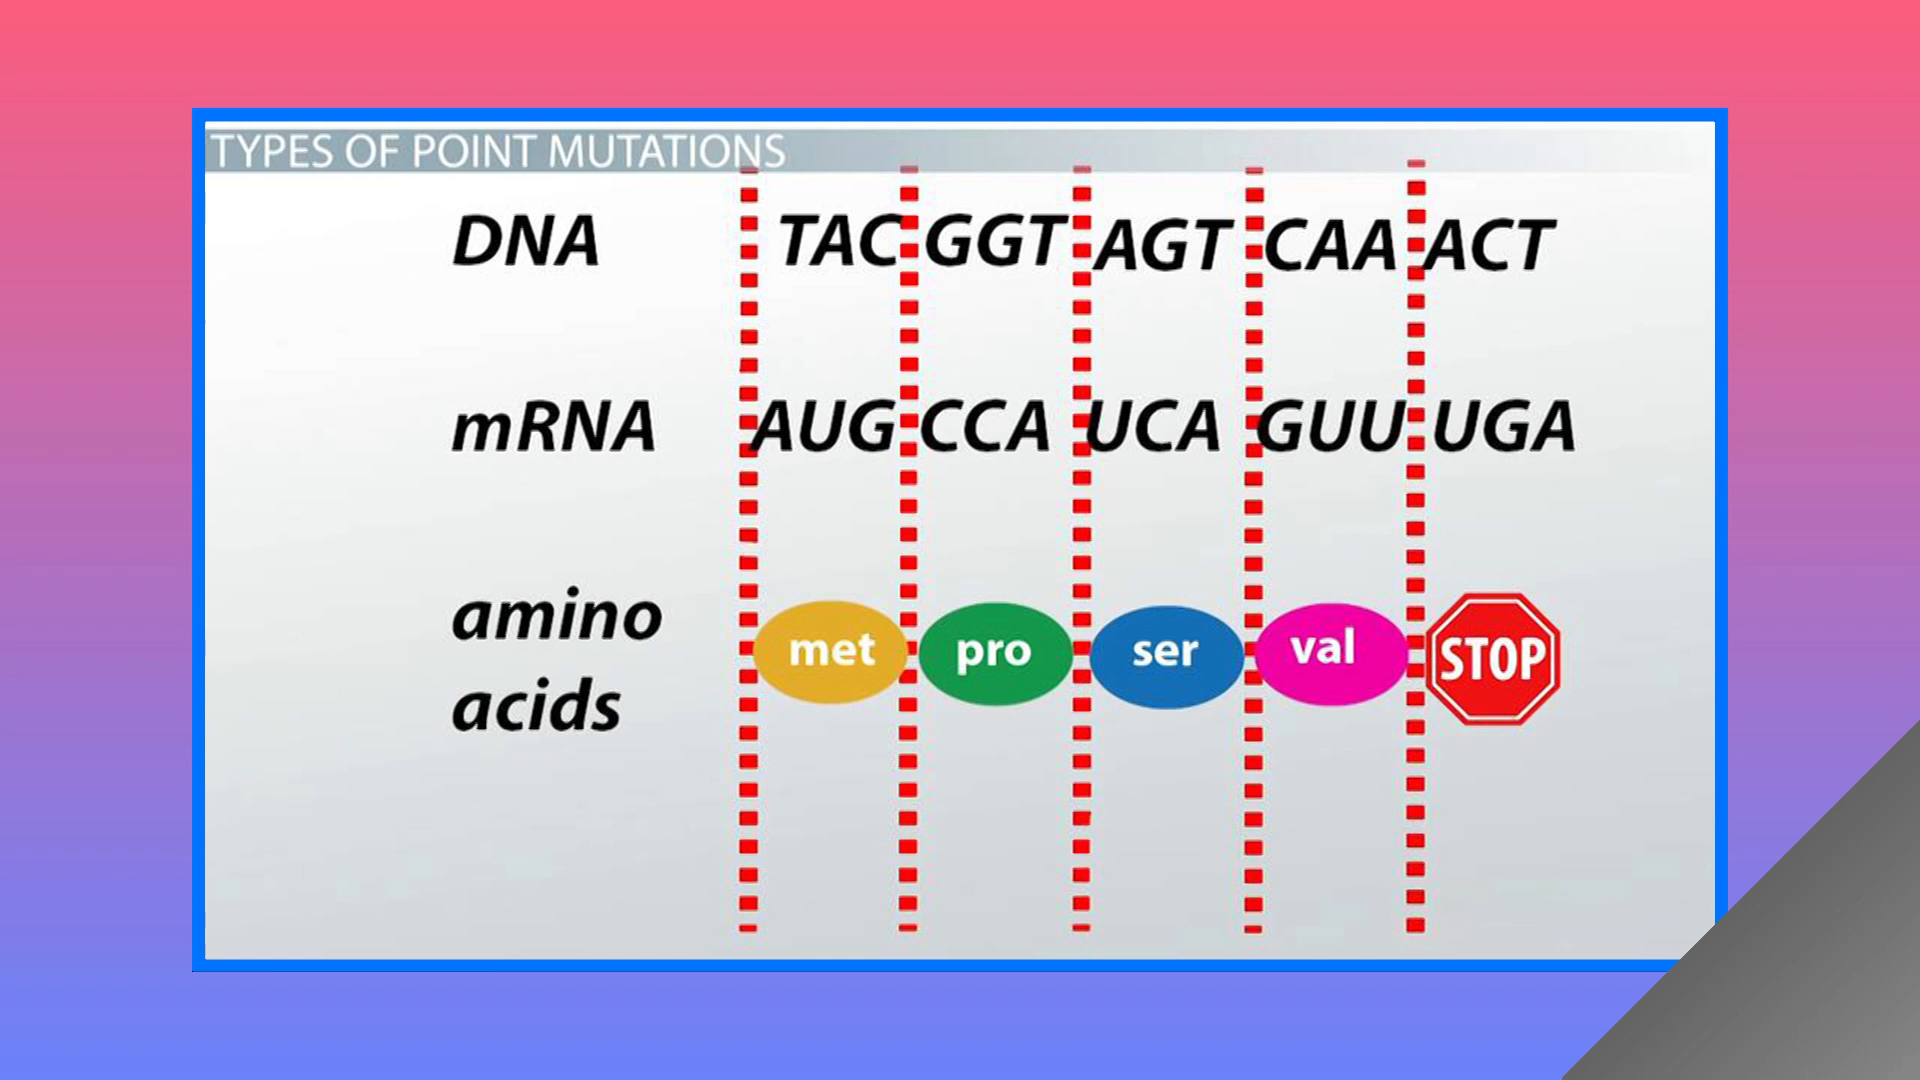 TYPES OF POINT MUTATIONS
DNA TAC GGT AGT CAA ACT
mRNA AUG CCA UCA GUU UGA
amino
acids
met pro ser val STOP